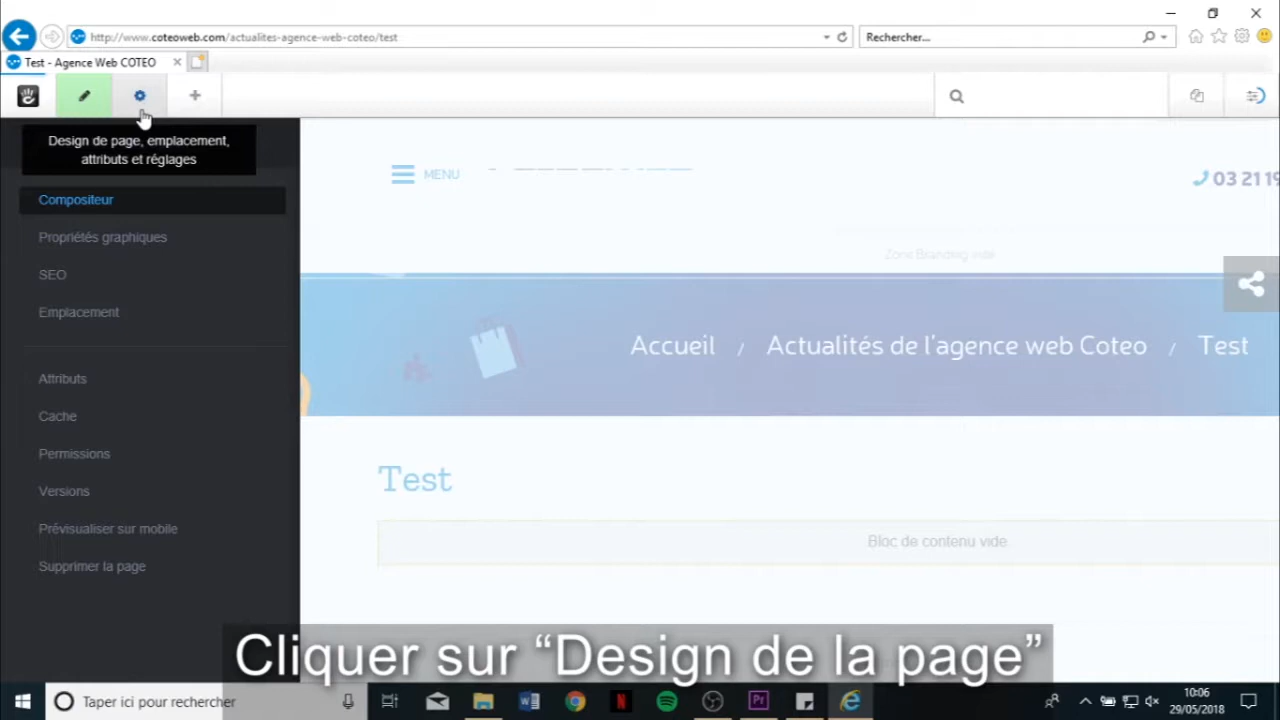 http://www.coteoweb.com/actualites-agence-web-coteo/test
Rechercher...
Test - Agence Web COTEO
Design de page, emplacement,
attributs et réglages
Compositeur
Propriétés graphiques
SEO
Emplacement
Attributs
Cache
Permissions
Versions
Prévisualiser sur mobile
Supprimer la page
MENU
03 21 19
Zone Branding vide
Accueil / Actualités de l'agence web Coteo / Test
Test
Bloc de contenu vide
Cliquer sur “Design de la page”
Taper ici pour rechercher
10:06
29/05/2018